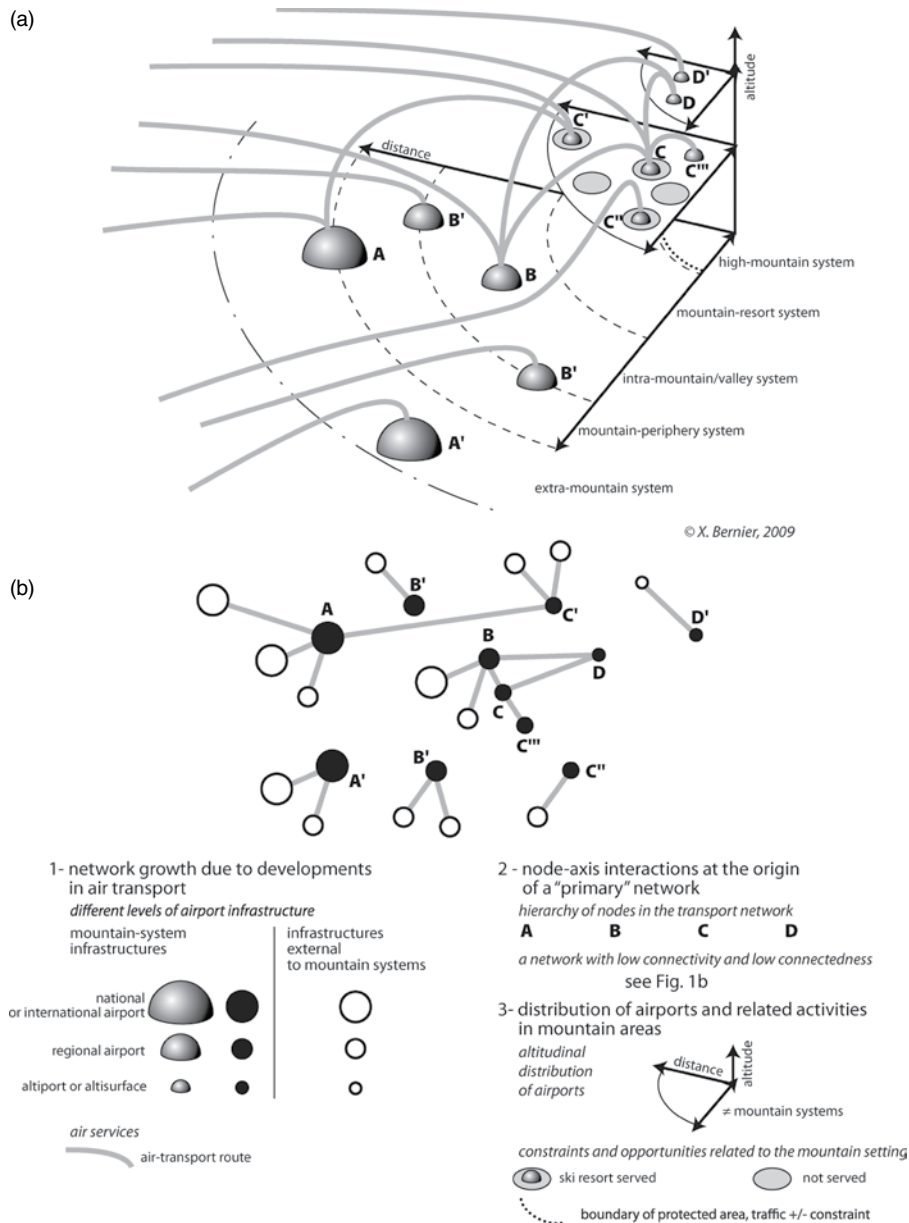 (a)
D'
D
altitude
C'
C
C'''
distance
B'
C"
A
B
high-mountain system
mountain-resort system
B'
intra-mountain/valley system
mountain-periphery system
A'
extra-mountain system
© X. Bernier, 2009
(b)
B'
A
C'
D'
B
D
C
C'''
B'
A'
C"
1- network growth due to developments
in air transport
different levels of airport infrastructure
mountain-system
infrastructures
infrastructures
external
to mountain systems
national
or international airport
regional airport
altiport or altisurface
air services
air-transport route
2 - node-axis interactions at the origin
of a "primary" network
hierarchy of nodes in the transport network
A B C D
a network with low connectivity and low connectedness
see Fig. 1b
3- distribution of airports and related activities
in mountain areas
altitudinal
distribution
of airports
distance
altitude
≠ mountain systems
constraints and opportunities related to the mountain setting
ski resort served
not served
boundary of protected area, traffic +/- constraint